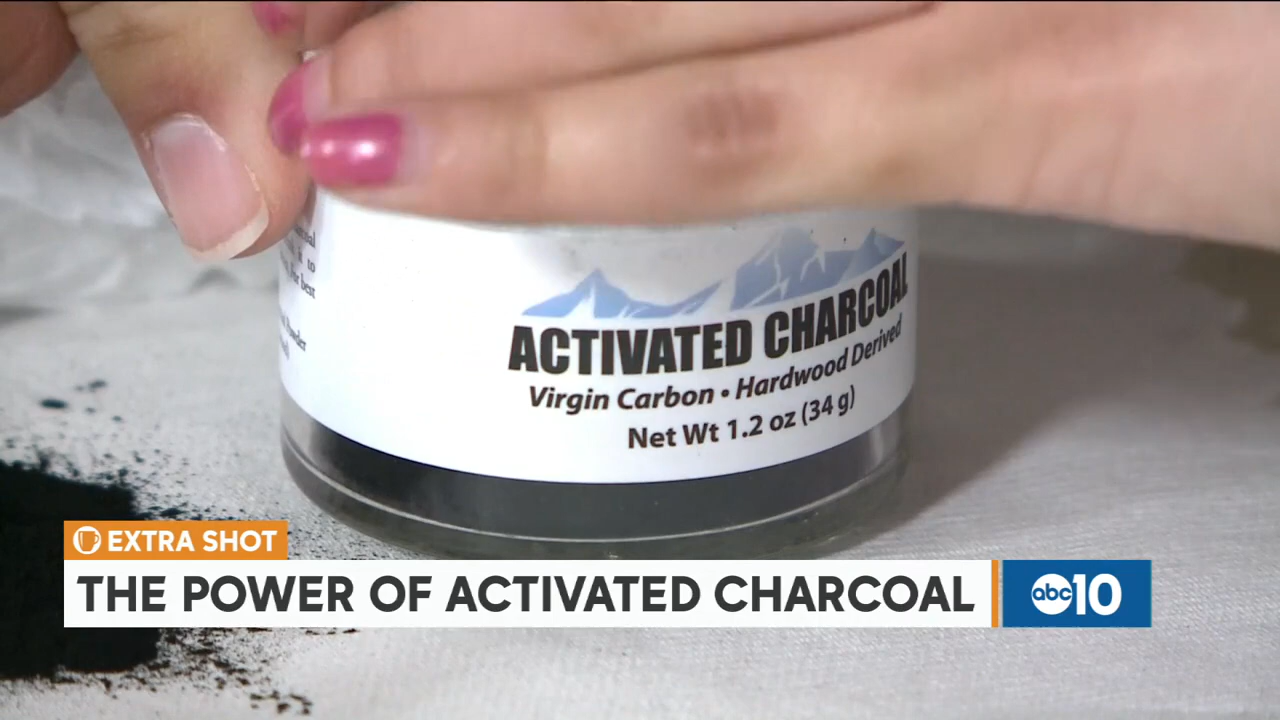 ACTIVATED CHARCOAL
Virgin Carbon • Hardwood Derived
Net Wt 1.2 oz (34 g)
best
EXTRA SHOT
THE POWER OF ACTIVATED CHARCOAL
abc10